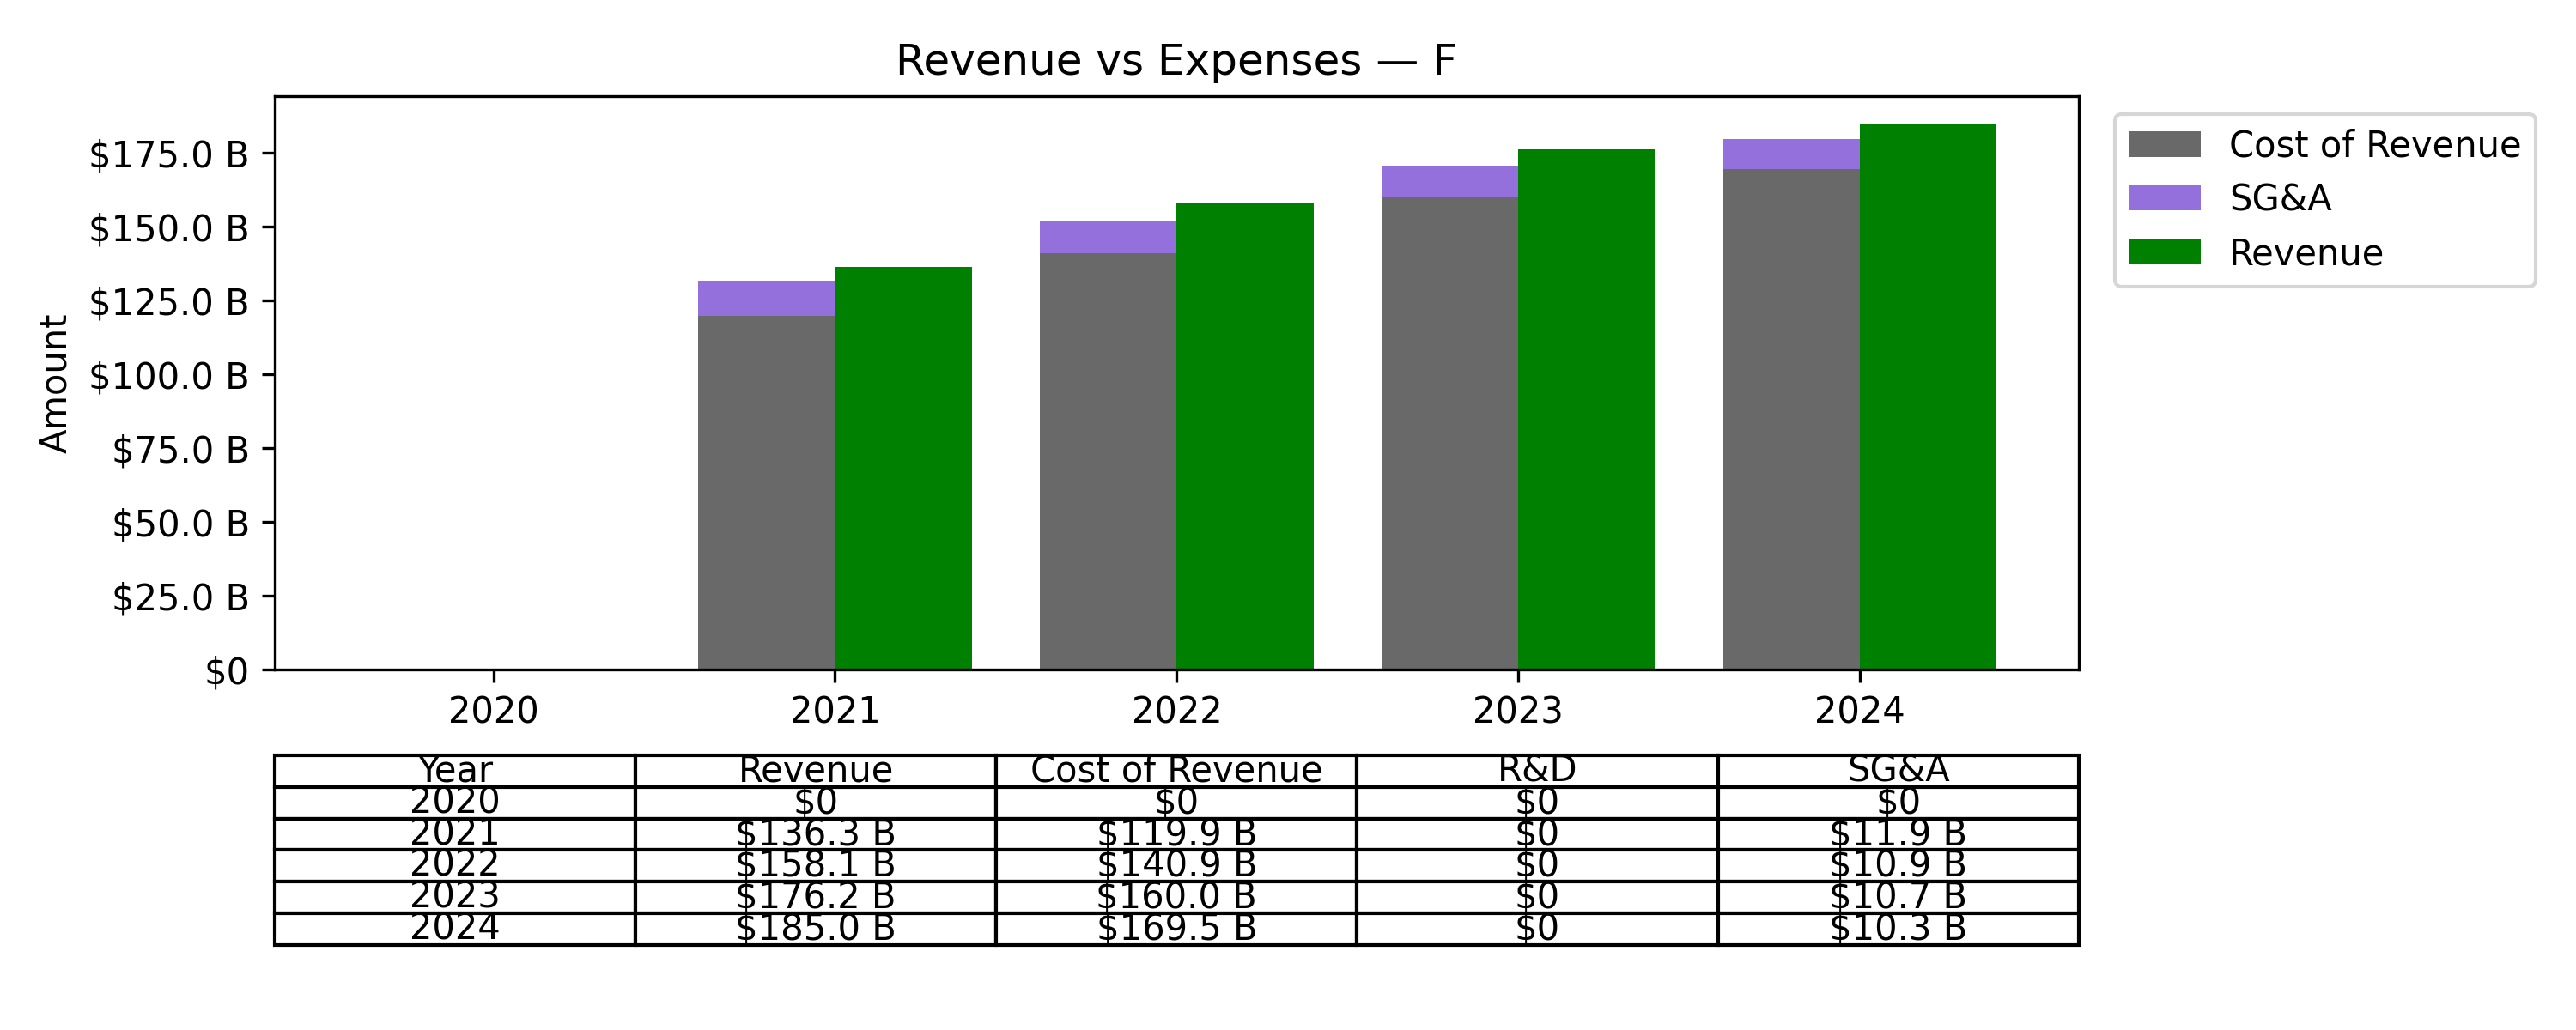 Revenue vs Expenses — F
Amount
$175.0 B
$150.0 B
$125.0 B
$100.0 B
$75.0 B
$50.0 B
$25.0 B
$0
2020 2021 2022 2023 2024
Cost of Revenue
SG&A
Revenue
Year Revenue Cost of Revenue R&D SG&A
2020 $0 $0 $0 $0
2021 $136.3 B $119.9 B $0 $11.9 B
2022 $158.1 B $140.9 B $0 $10.9 B
2023 $176.2 B $160.0 B $0 $10.7 B
2024 $185.0 B $169.5 B $0 $10.3 B